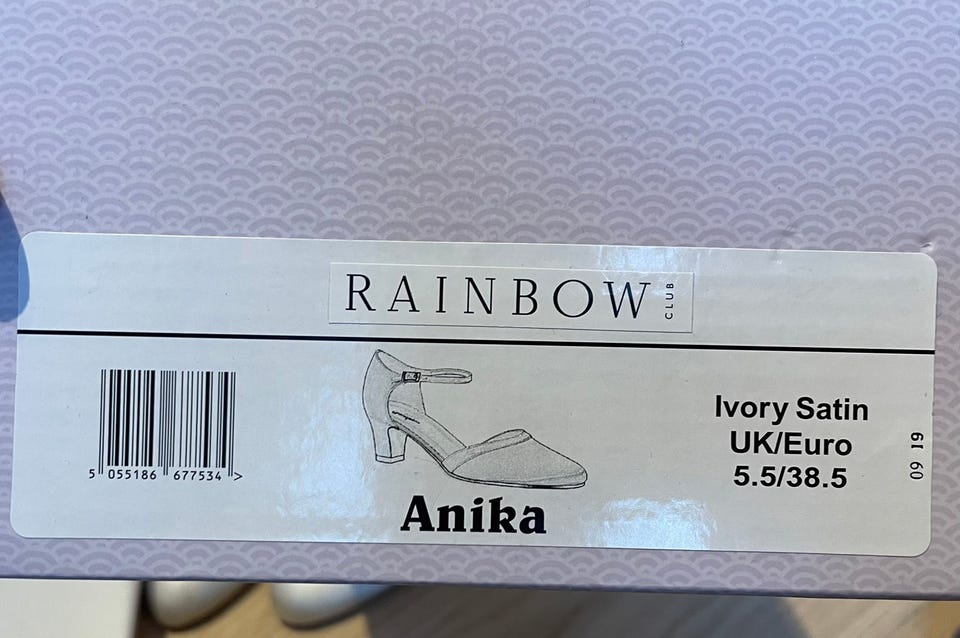 RAINBOW CLUB
5 055186 677534 >
Anika
Ivory Satin
UK/Euro
5.5/38.5
09 19